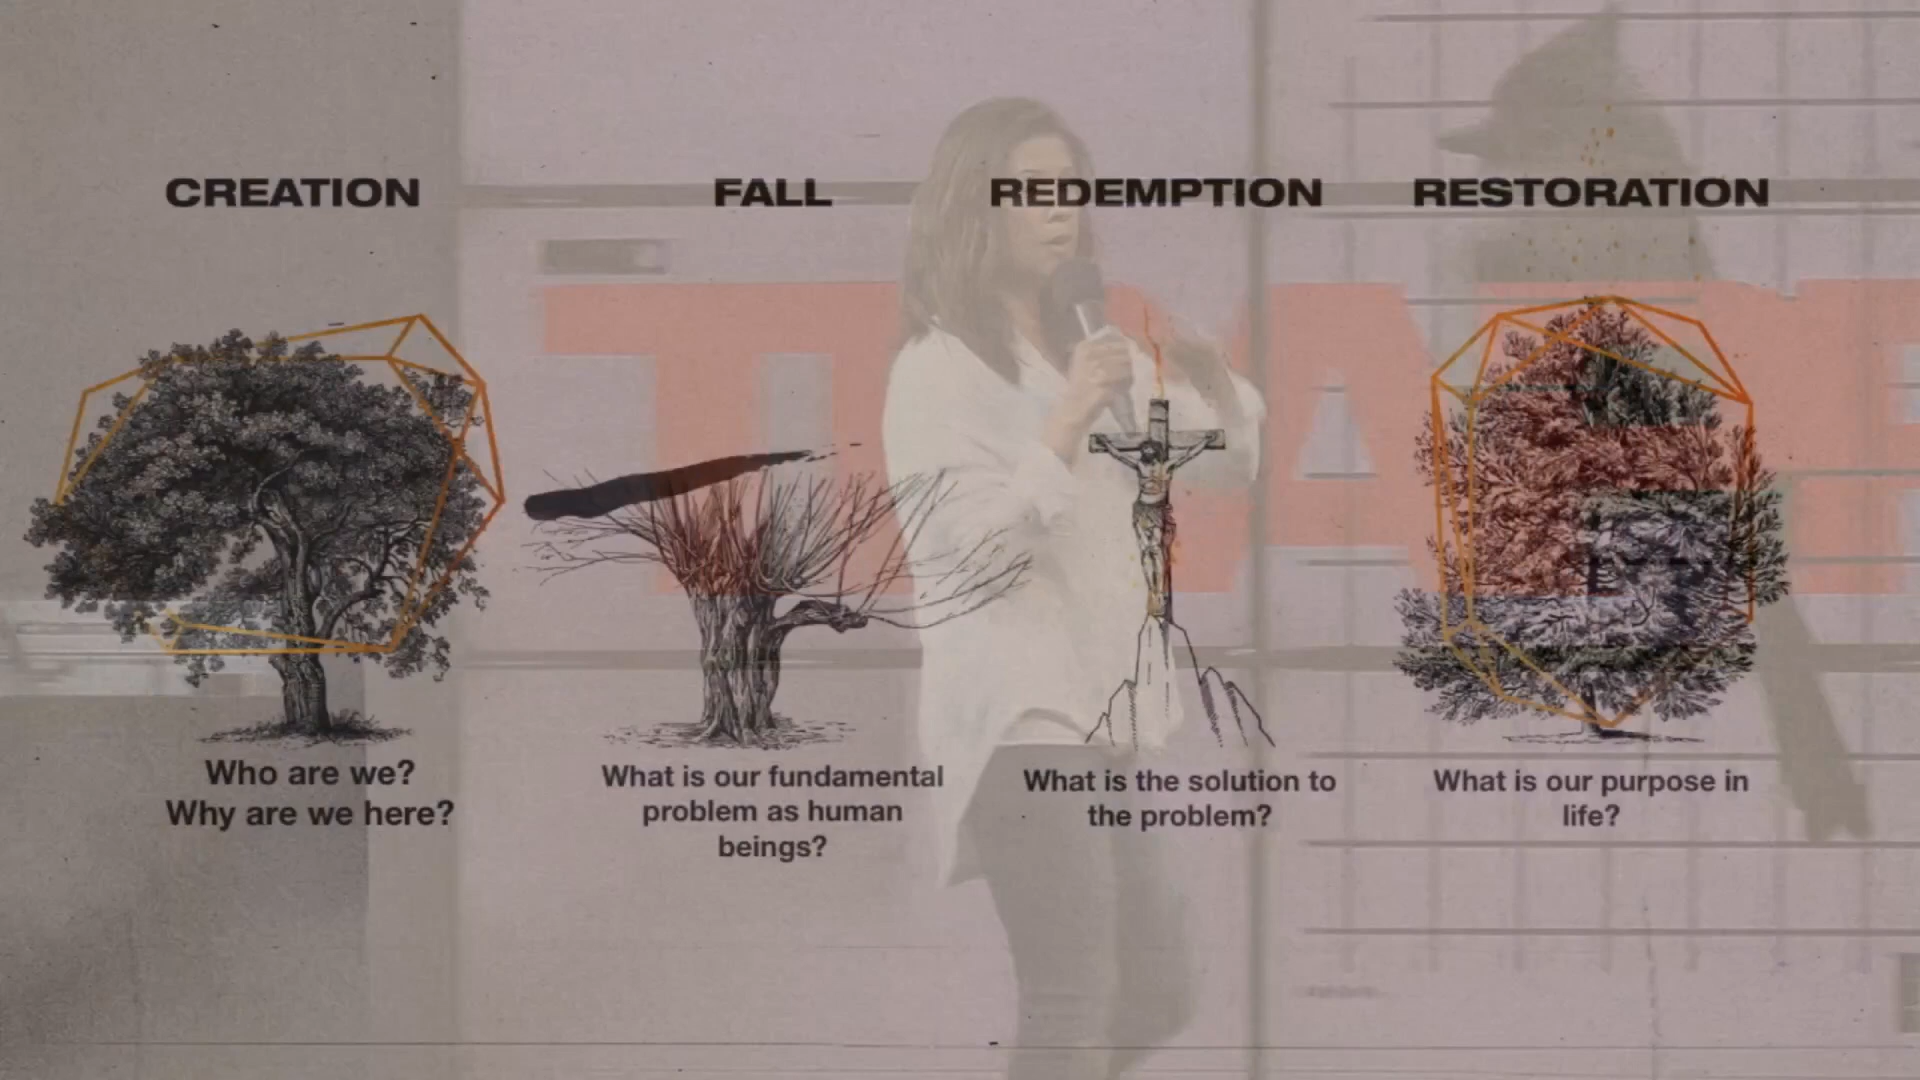 CREATION
FALL
REDEMPTION
RESTORATION
Who are we?
Why are we here?
What is our fundamental
problem as human
beings?
What is the solution to
the problem?
What is our purpose in
life?